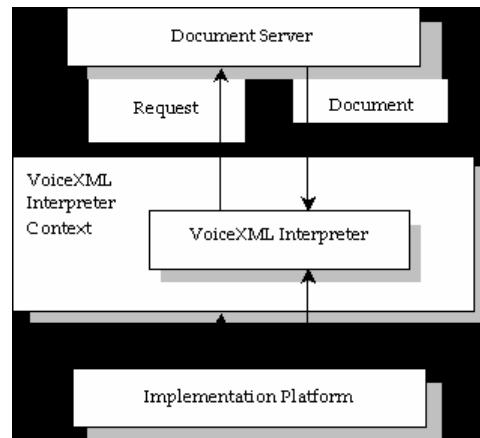 Document Server
Request
Document
VoiceXML
Interpreter
Context
VoiceXML Interpreter
Implementation Platform